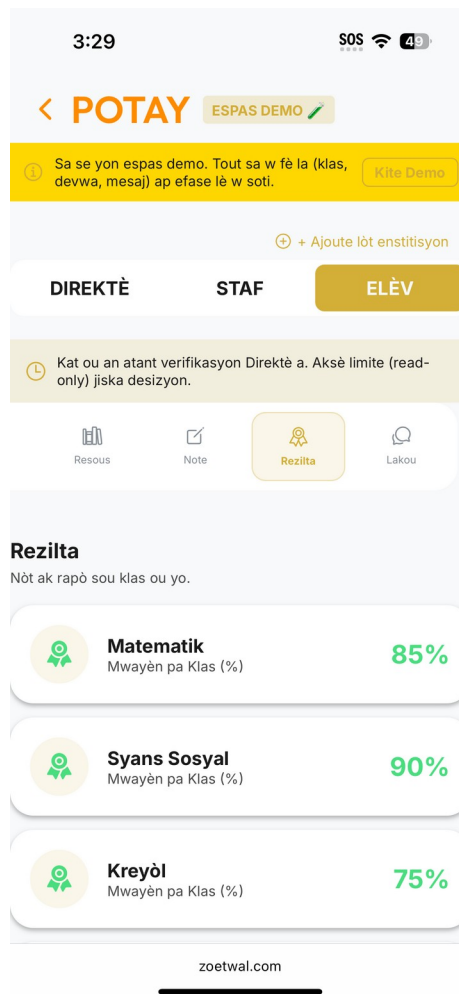 3:29
SOS
49
POTAY
ESPAS DEMO
Sa se yon espas demo. Tout sa w fè la (klas,
devwa, mesaj) ap efase lè w soti.
Kite Demo
+ Ajoute lòt enstitisyon
DIREKTÈ
STAF
ELÈV
Kat ou an atant verifikasyon Direktè a. Aksè limite (read-
only) jiska desizyon.
Resous
Note
Rezilta
Lakou
Rezilta
Nòt ak rapò sou klas ou yo.
Matematik
85%
Mwayèn pa Klas (%)
Syans Sosyal
90%
Mwayèn pa Klas (%)
Kreyòl
75%
Mwayèn pa Klas (%)
zoetwal.com